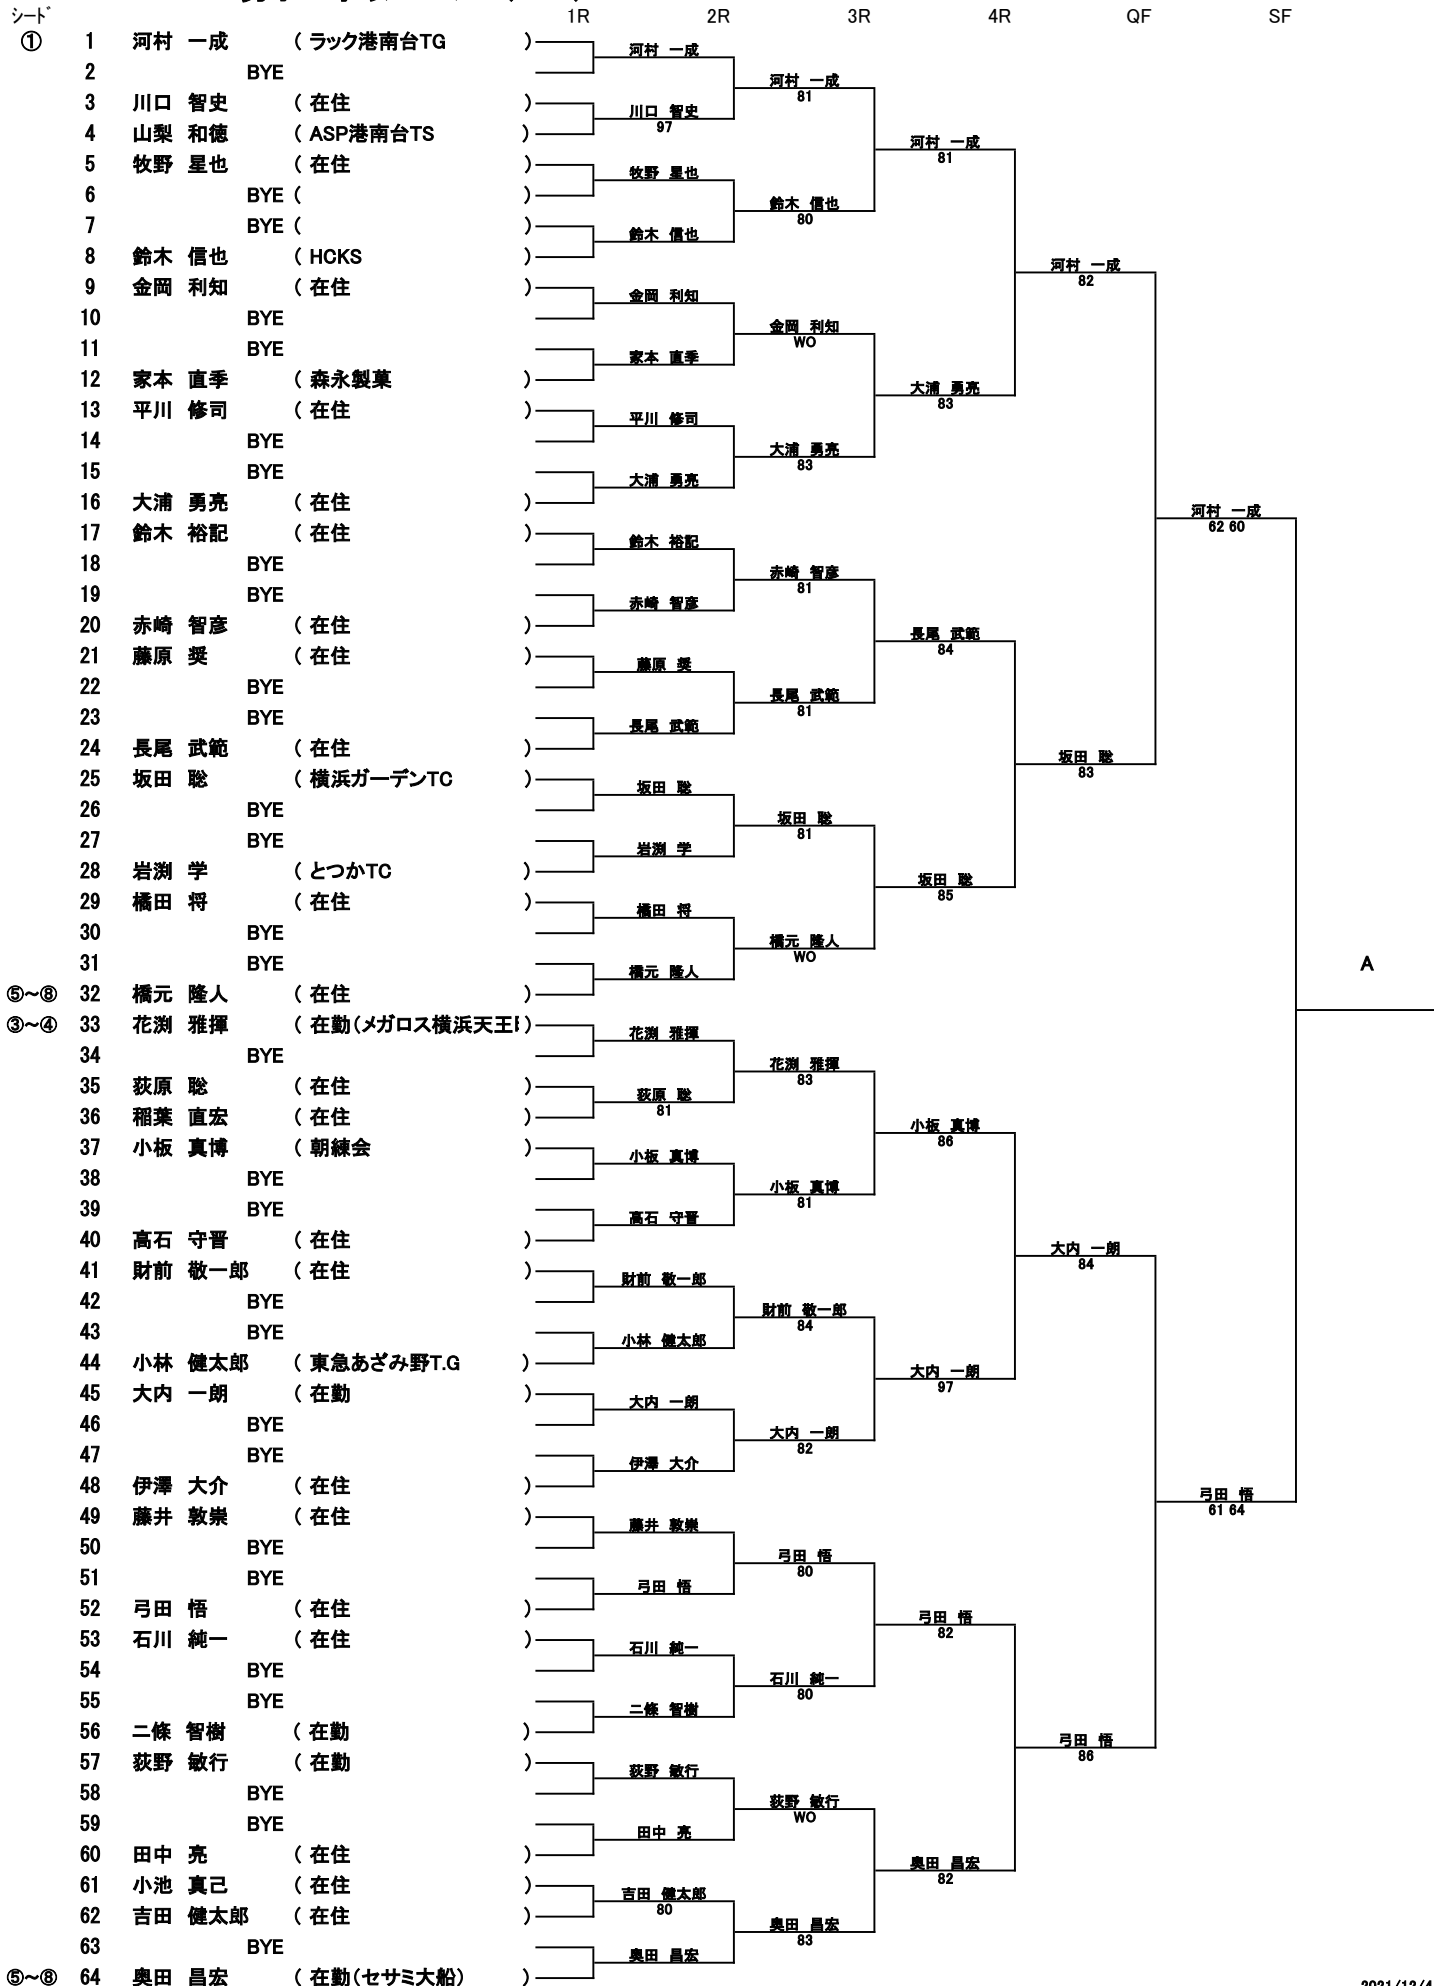 シード 1R 2R 3R 4R QF SF
① 1 河村 一成 ( ラック港南台TG )
2 BYE
3 川口 智史 ( 在住 )
4 山梨 和徳 ( ASP港南台TS )
5 牧野 星也 ( 在住 )
6 BYE ( )
7 BYE ( )
8 鈴木 信也 ( HCKS )
9 金岡 利知 ( 在住 )
10 BYE
11 BYE
12 家本 直季 ( 森永製菓 )
13 平川 修司 ( 在住 )
14 BYE
15 BYE
16 大浦 勇亮 ( 在住 )
17 鈴木 裕記 ( 在住 )
18 BYE
19 BYE
20 赤崎 智彦 ( 在住 )
21 藤原 奨 ( 在住 )
22 BYE
23 BYE
24 長尾 武範 ( 在住 )
25 坂田 聡 ( 横浜ガーデンTC )
26 BYE
27 BYE
28 岩渕 学 ( とつかTC )
29 橘田 将 ( 在住 )
30 BYE
31 BYE
⑤~⑧ 32 橋元 隆人 ( 在住 )
③~④ 33 花渕 雅揮 ( 在勤(メガロス横浜天王 )
34 BYE
35 荻原 聡 ( 在住 )
36 稲葉 直宏 ( 在住 )
37 小板 真博 ( 朝練会 )
38 BYE
39 BYE
40 高石 守晋 ( 在住 )
41 財前 敬一郎 ( 在住 )
42 BYE
43 BYE
44 小林 健太郎 ( 東急あざみ野T.G )
45 大内 一朗 ( 在勤 )
46 BYE
47 BYE
48 伊澤 大介 ( 在住 )
49 藤井 敦崇 ( 在住 )
50 BYE
51 BYE
52 弓田 悟 ( 在住 )
53 石川 純一 ( 在住 )
54 BYE
55 BYE
56 二條 智樹 ( 在勤 )
57 荻野 敏行 ( 在勤 )
58 BYE
59 BYE
60 田中 亮 ( 在住 )
61 小池 真己 ( 在住 )
62 吉田 健太郎 ( 在住 )
63 BYE
⑤~⑧ 64 奥田 昌宏 ( 在勤(セサミ大船) )
河村 一成
川口 智史
97
牧野 星也
鈴木 信也
金岡 利知
家本 直季
平川 修司
大浦 勇亮
鈴木 裕記
赤崎 智彦
藤原 奨
長尾 武範
坂田 聡
岩渕 学
橘田 将
橋元 隆人
花渕 雅揮
荻原 聡
81
小板 真博
高石 守晋
財前 敬一郎
小林 健太郎
大内 一朗
伊澤 大介
藤井 敦崇
弓田 悟
石川 純一
二條 智樹
荻野 敏行
田中 亮
吉田 健太郎
80
奥田 昌宏
河村 一成
81
鈴木 信也
80
金岡 利知
WO
大浦 勇亮
83
赤崎 智彦
81
長尾 武範
81
坂田 聡
81
橋元 隆人
WO
花渕 雅揮
83
小板 真博
81
財前 敬一郎
84
大内 一朗
82
弓田 悟
80
石川 純一
80
荻野 敏行
WO
奥田 昌宏
83
河村 一成
81
大浦 勇亮
83
長尾 武範
84
坂田 聡
85
小板 真博
86
大内 一朗
97
弓田 悟
82
奥田 昌宏
82
河村 一成
82
坂田 聡
83
大内 一朗
84
弓田 悟
86
河村 一成
62 60
弓田 悟
61 64
A
2021/12/4